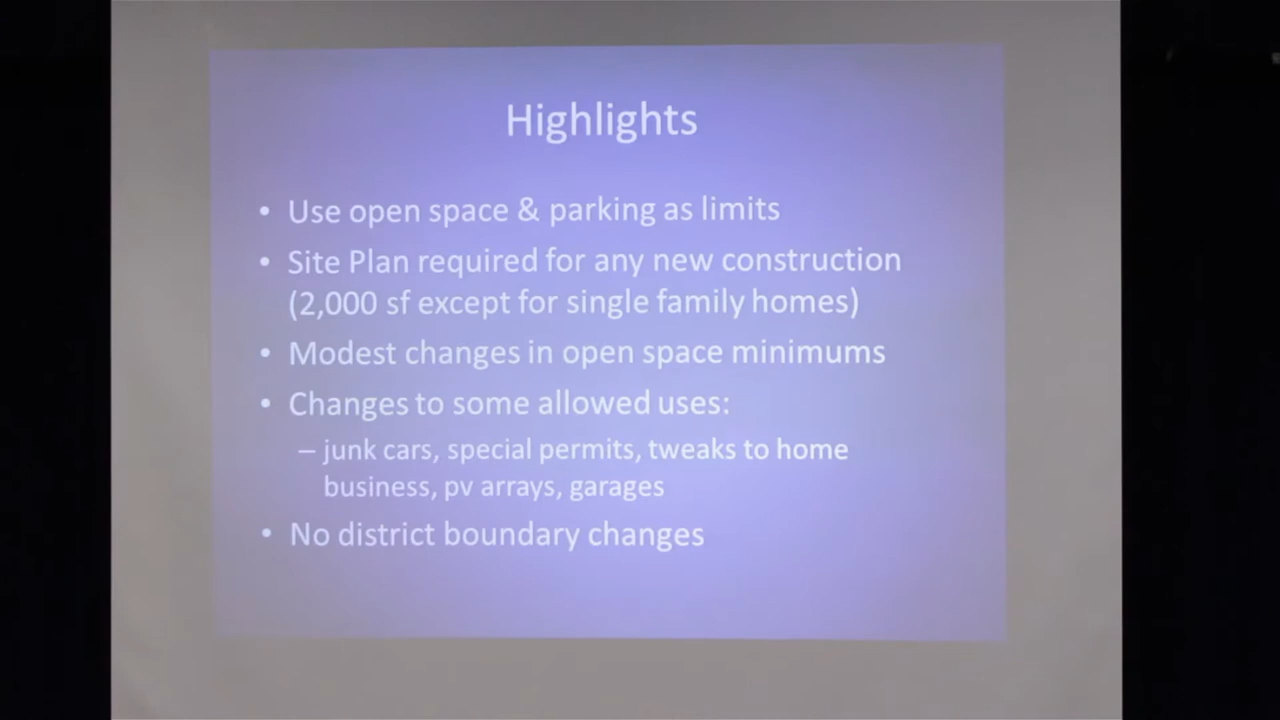 Highlights
• Use open space & parking as limits
• Site Plan required for any new construction
(2,000 sf except for single family homes)
• Modest changes in open space minimums
• Changes to some allowed uses:
– junk cars, special permits, tweaks to home
business, pv arrays, garages
• No district boundary changes